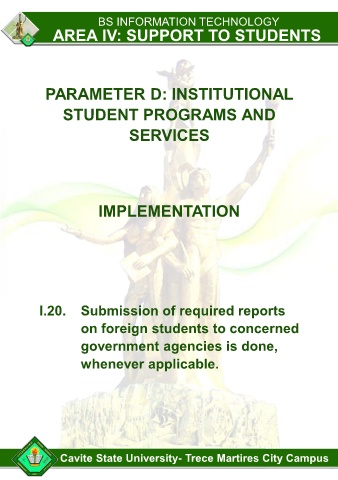 BS INFORMATION TECHNOLOGY
AREA IV: SUPPORT TO STUDENTS
PARAMETER D: INSTITUTIONAL
STUDENT PROGRAMS AND
SERVICES
IMPLEMENTATION
I.20. Submission of required reports
on foreign students to concerned
government agencies is done,
whenever applicable.
Cavite State University- Trece Martires City Campus